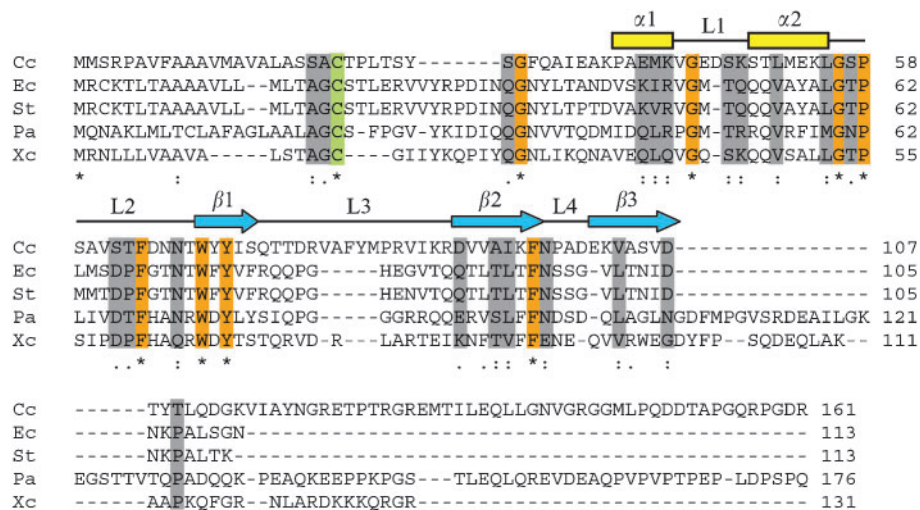 α1 L1 α2
Cc MMSRPAVFAAAVMAVALASSACTPLTSY-------SGFQAIEAKPAEMKVGEDSKSTLMEKLGSP 58
Ec MRCKTLTAAAAVLL--MLTAGCSTLERVVYRPDINQGNYLTANDVSKIRVGM-TQQQVAYALGTP 62
St MRCKTLTAAAAVLL--MLTAGCSTLERVVYRPDINQGNYLTPTDVAKVRVGM-TQQQVAYALGTP 62
Pa MQNAKLMLTCLAFAGLAALAGCS-FPGV-YKIDIQQGNVVTQDMIDQLRPGM-TRRQVRFIMGNP 62
Xc MRNLLLVAAVA-----LSTAGC----GIIYKQPIYQGNLIKQNAVEQLQVGQ-SKQQVSALLGTP 55
* : :.* .* ::: * :: : *.*
L2 β1 L3 β2 L4 β3
Cc SAVSTFDNNTWYYISQTTDRVAFYMPRVIKRDVVAIKFNPADEKVASVD-------------- 107
Ec LMSDPFGTNTWFYVFRQQPG----HEGVTQQTLTLTFNSSG-VLTNID-------------- 105
St MMTDPFGTNTWFYVFRQQPG----HENVTQQTLTLTFNSSG-VLTNID-------------- 105
Pa LIVDTFHANRWDYLYSIQPG----GGRRQQERVSLFFNDSD-QLAGLNGDFMPGVSRDEAILGK 121
Xc SIPDPFHAQRWDYTSTQRVD-R--LARTEIKNFTVFFENE-QVVRWEGDYFP---SQDEQLAK- 111
..* : * * . .:: * :. .
Cc ------TYTLQDGKVIAYNGRETPTRGREMTILEQLLGNVGRGGMLPQDDTAPGQRPGDR 161
Ec ------NKPALSGN---------------------------------------------- 113
St ------NKPALTK----------------------------------------------- 113
Pa EGSTTVTQPADQQK-PEAQKEEPPKPGS----TLEQLQREVDEAQPVPVPTPEP-LDPSPQ 176
Xc ------AAPKQFGR--NLARDKKKQRGR-------------------------------- 131